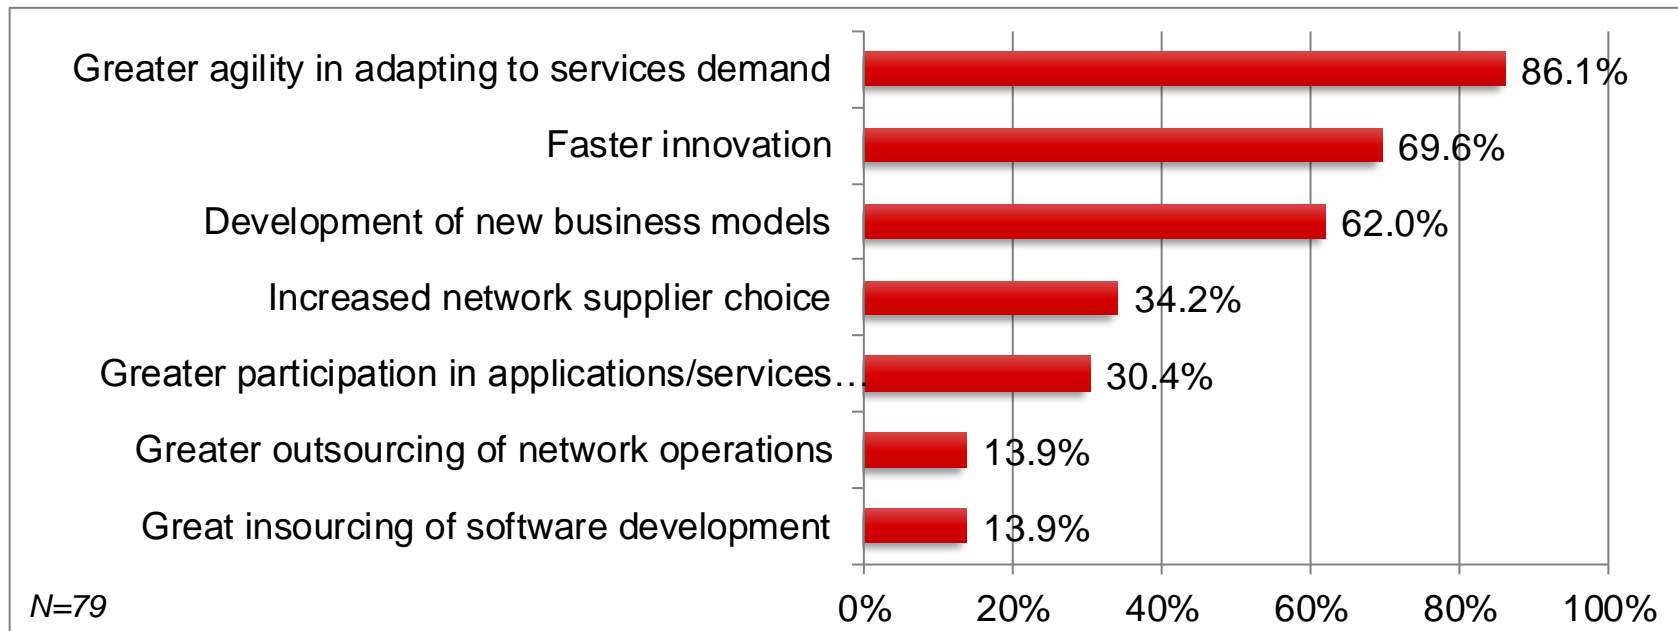 Greater agility in adapting to services demand 86.1%
Faster innovation 69.6%
Development of new business models 62.0%
Increased network supplier choice 34.2%
Greater participation in applications/services… 30.4%
Greater outsourcing of network operations 13.9%
Great insourcing of software development 13.9%
N=79 0% 20% 40% 60% 80% 100%